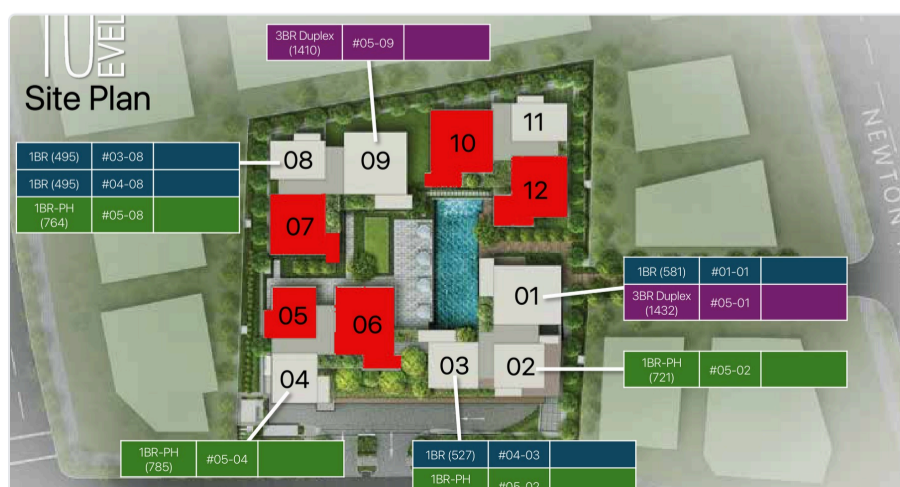 10
EVEL
Site Plan
3BR Duplex #05-09
(1410)
1BR (495) #03-08
1BR (495) #04-08
1BR-PH #05-08
(764)
08
09
10
11
12
07
NEWTON
05
06
01
1BR (581) #01-01
3BR Duplex #05-01
(1432)
04
03
02
1BR-PH #05-02
(721)
1BR-PH #05-04
(785)
1BR (527) #04-03
1BR-PH #05-02